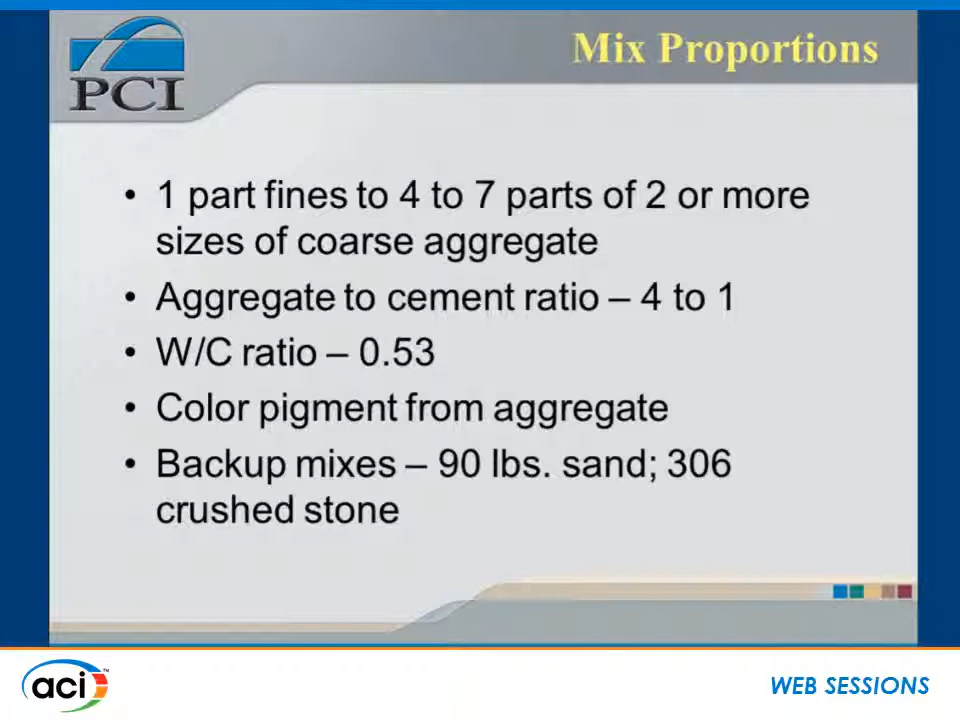 PCI
Mix Proportions
• 1 part fines to 4 to 7 parts of 2 or more
sizes of coarse aggregate
• Aggregate to cement ratio – 4 to 1
• W/C ratio – 0.53
• Color pigment from aggregate
• Backup mixes – 90 lbs. sand; 306
crushed stone
aci™
WEB SESSIONS